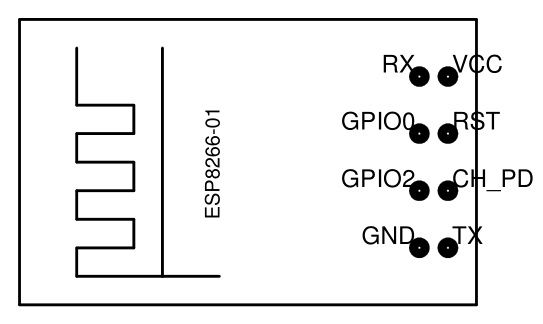 RX VCC
GPIO0 RST
ESP8266-01
GPIO2 CH_PD
GND TX